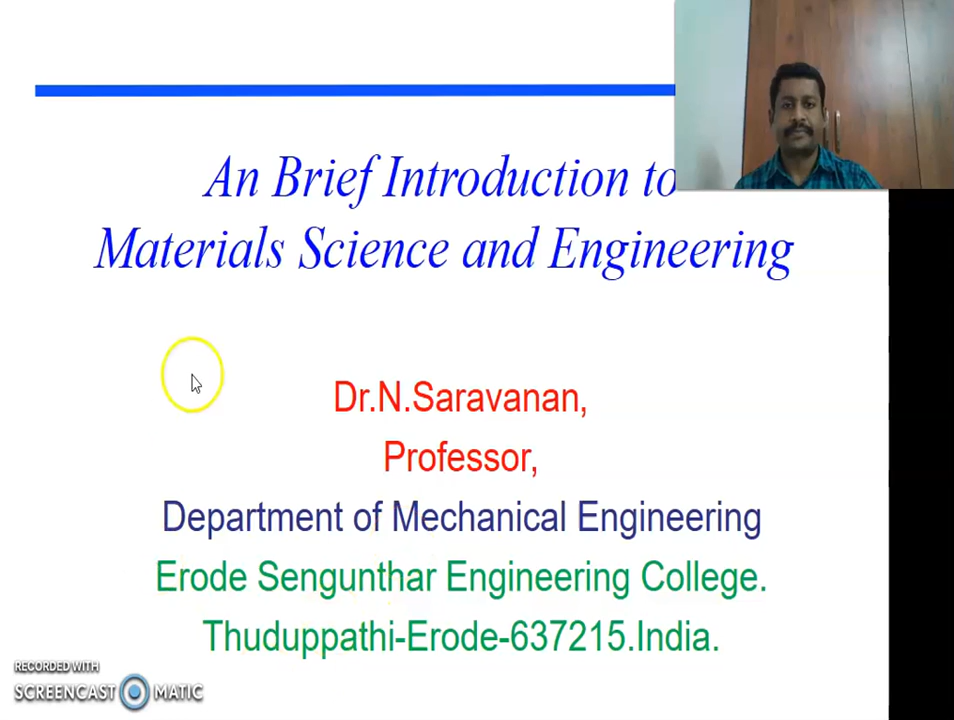 An Brief Introduction to
Materials Science and Engineering
Dr.N.Saravanan,
Professor,
Department of Mechanical Engineering
Erode Sengunthar Engineering College.
Thuduppathi-Erode-637215.India.
RECORDED WITH
SCREENCAST MATIC